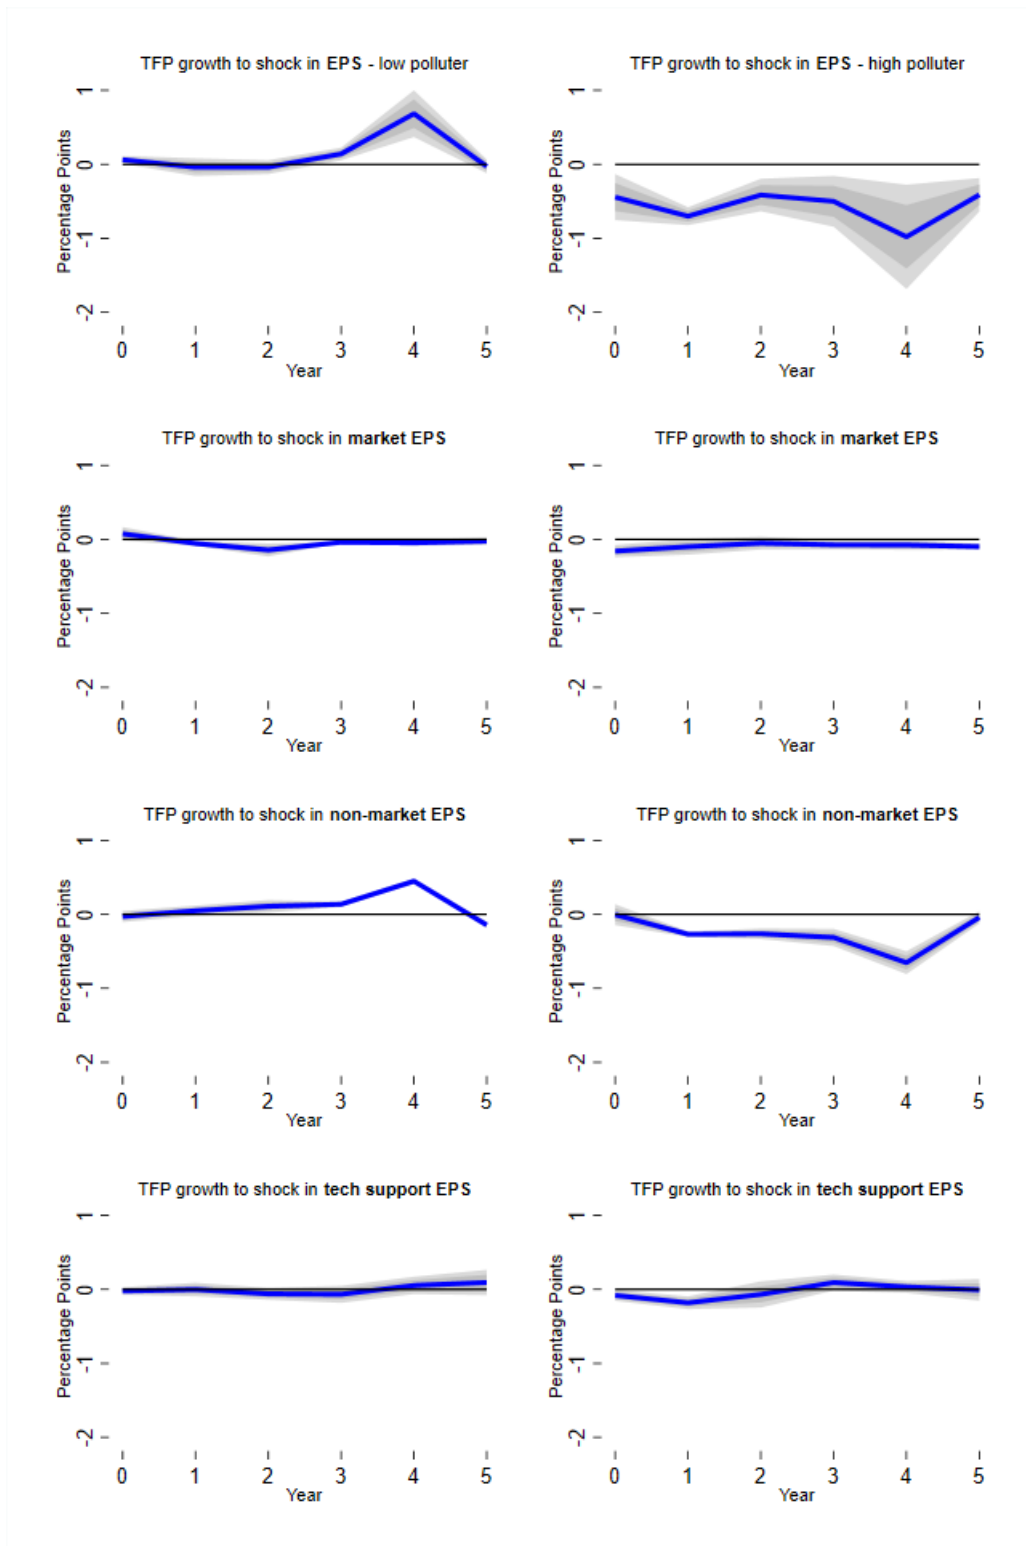 TFP growth to shock in EPS - low polluter
Percentage Points
1
0
-1
-2
0 1 2 3 4 5
Year
TFP growth to shock in EPS - high polluter
Percentage Points
1
0
-1
-2
0 1 2 3 4 5
Year
TFP growth to shock in market EPS
Percentage Points
1
0
-1
-2
0 1 2 3 4 5
Year
TFP growth to shock in market EPS
Percentage Points
1
0
-1
-2
0 1 2 3 4 5
Year
TFP growth to shock in non-market EPS
Percentage Points
1
0
-1
-2
0 1 2 3 4 5
Year
TFP growth to shock in non-market EPS
Percentage Points
1
0
-1
-2
0 1 2 3 4 5
Year
TFP growth to shock in tech support EPS
Percentage Points
1
0
-1
-2
0 1 2 3 4 5
Year
TFP growth to shock in tech support EPS
Percentage Points
1
0
-1
-2
0 1 2 3 4 5
Year